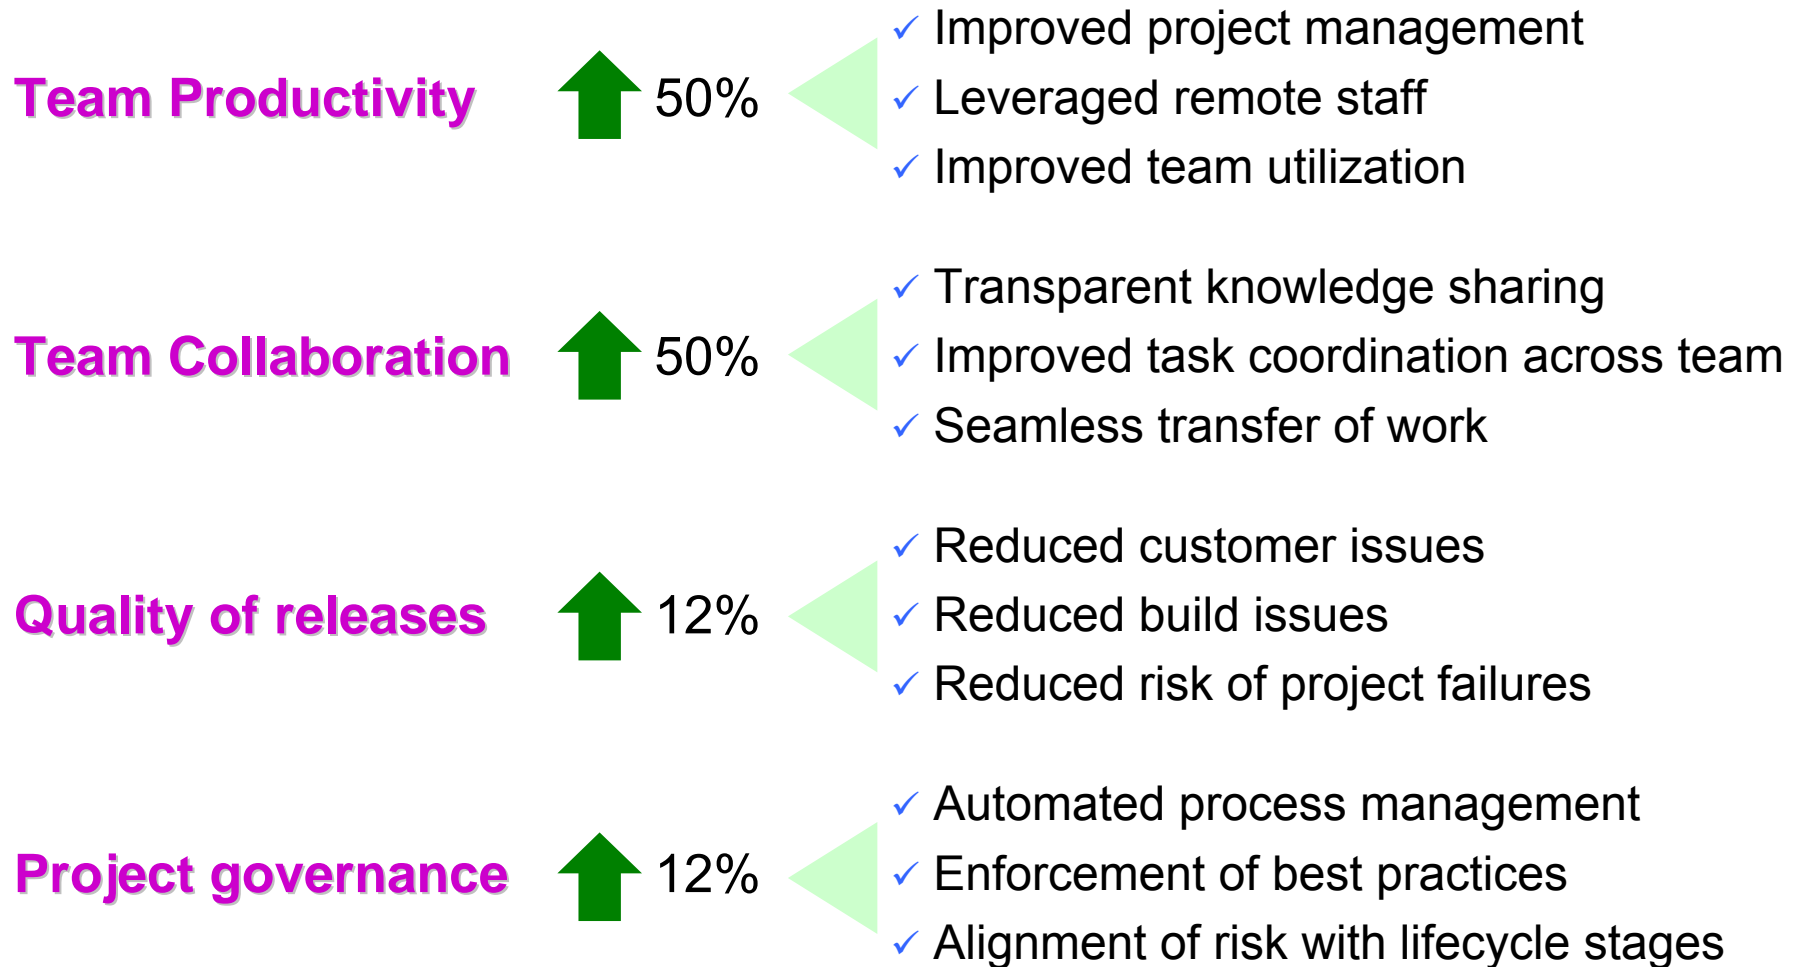 Team Productivity
50%
✓ Improved project management
✓ Leveraged remote staff
✓ Improved team utilization
Team Collaboration
50%
✓ Transparent knowledge sharing
✓ Improved task coordination across team
✓ Seamless transfer of work
Quality of releases
12%
✓ Reduced customer issues
✓ Reduced build issues
✓ Reduced risk of project failures
Project governance
12%
✓ Automated process management
✓ Enforcement of best practices
✓ Alignment of risk with lifecycle stages